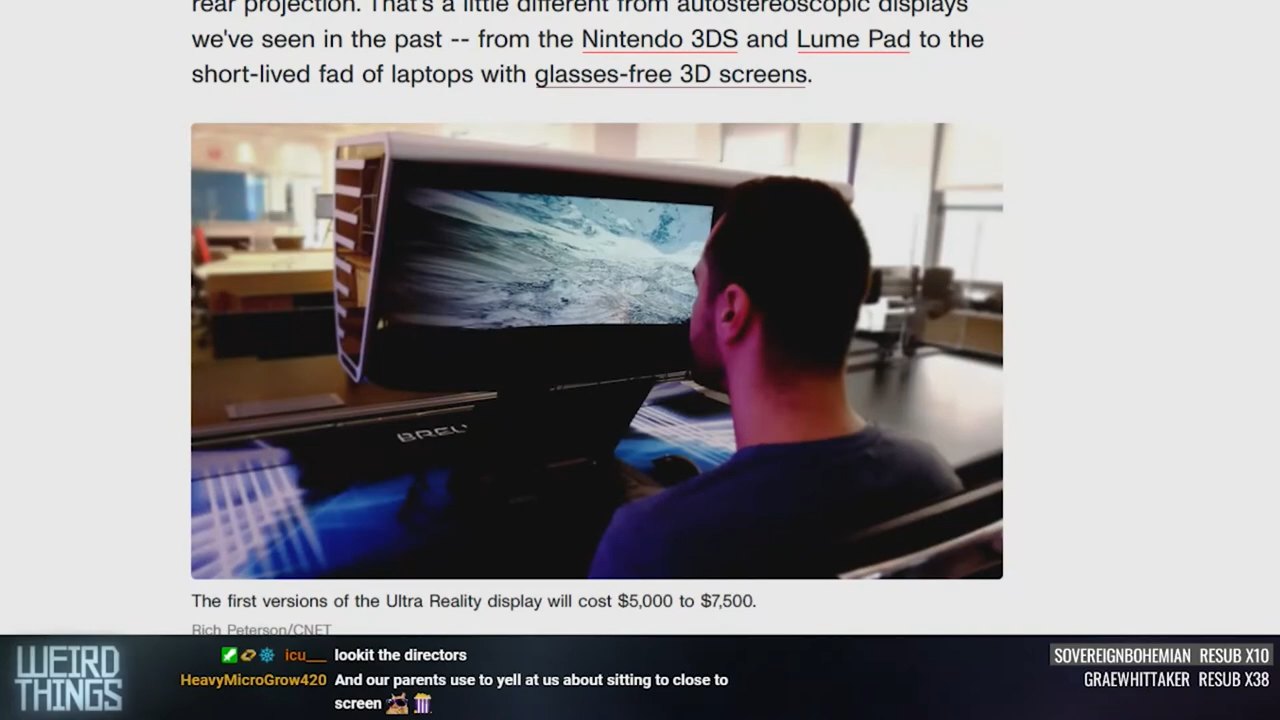 rear projection. That's a little different from autostereoscopic displays
we've seen in the past -- from the Nintendo 3DS and Lume Pad to the
short-lived fad of laptops with glasses-free 3D screens.
BREL
The first versions of the Ultra Reality display will cost $5,000 to $7,500.
Rich Peterson/CNET
WEIRD
THINGS
icu__ lookit the directors
HeavyMicroGrow420 And our parents use to yell at us about sitting to close to
screen
SOVEREIGNBOHEMIAN RESUB X10
GRAEWHITTAKER RESUB X38